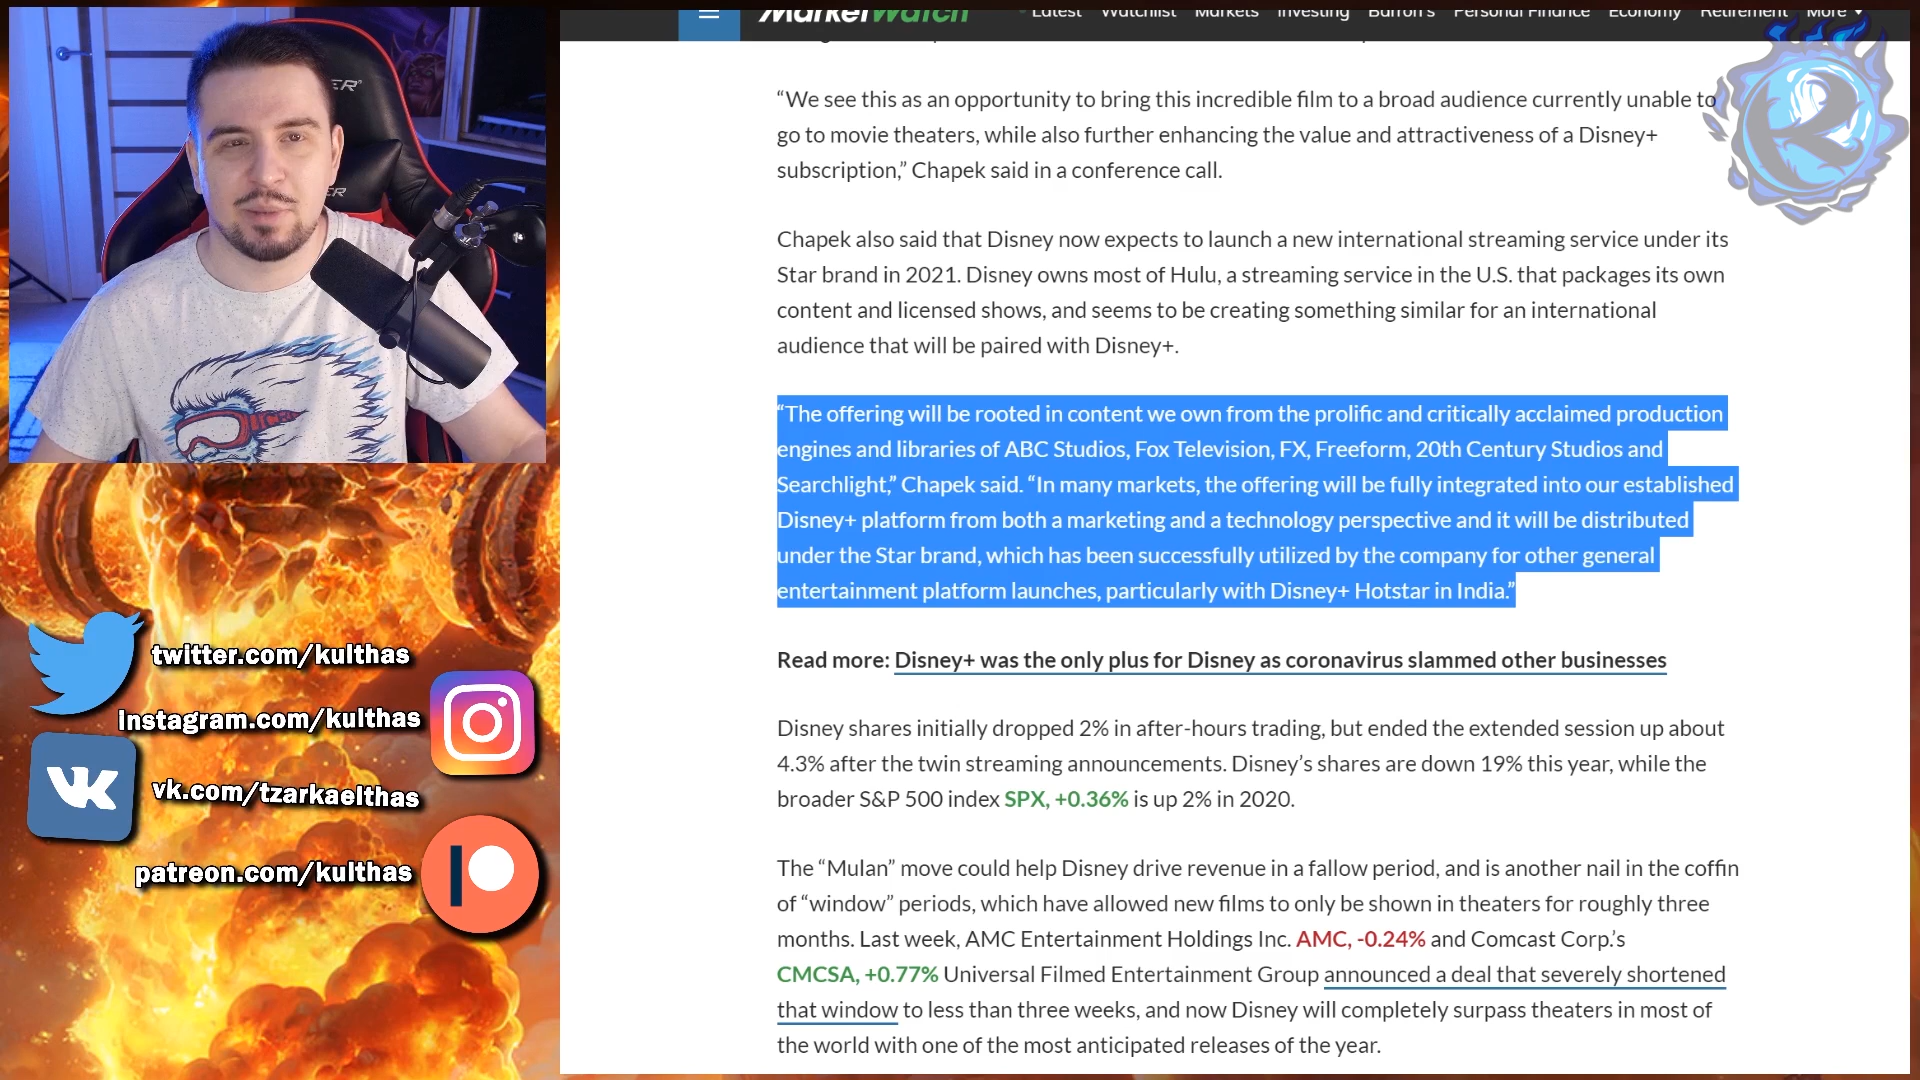 MarketWatch
Latest Watchlist Markets Investing Barron's Personal Finance Economy Retirement More
“We see this as an opportunity to bring this incredible film to a broad audience currently unable to
go to movie theaters, while also further enhancing the value and attractiveness of a Disney+
subscription,” Chapek said in a conference call.
Chapek also said that Disney now expects to launch a new international streaming service under its
Star brand in 2021. Disney owns most of Hulu, a streaming service in the U.S. that packages its own
content and licensed shows, and seems to be creating something similar for an international
audience that will be paired with Disney+.
“The offering will be rooted in content we own from the prolific and critically acclaimed production
engines and libraries of ABC Studios, Fox Television, FX, Freeform, 20th Century Studios and
Searchlight,” Chapek said. “In many markets, the offering will be fully integrated into our established
Disney+ platform from both a marketing and a technology perspective and it will be distributed
under the Star brand, which has been successfully utilized by the company for other general
entertainment platform launches, particularly with Disney+ Hotstar in India.”
Read more: Disney+ was the only plus for Disney as coronavirus slammed other businesses
Disney shares initially dropped 2% in after-hours trading, but ended the extended session up about
4.3% after the twin streaming announcements. Disney’s shares are down 19% this year, while the
broader S&P 500 index SPX, +0.36% is up 2% in 2020.
The “Mulan” move could help Disney drive revenue in a fallow period, and is another nail in the coffin
of “window” periods, which have allowed new films to only be shown in theaters for roughly three
months. Last week, AMC Entertainment Holdings Inc. AMC, -0.24% and Comcast Corp.’s
CMCSA, +0.77% Universal Filmed Entertainment Group announced a deal that severely shortened
that window to less than three weeks, and now Disney will completely surpass theaters in most of
the world with one of the most anticipated releases of the year.
twitter.com/kulthas
instagram.com/kulthas
vk.com/tzarkaelthas
patreon.com/kulthas